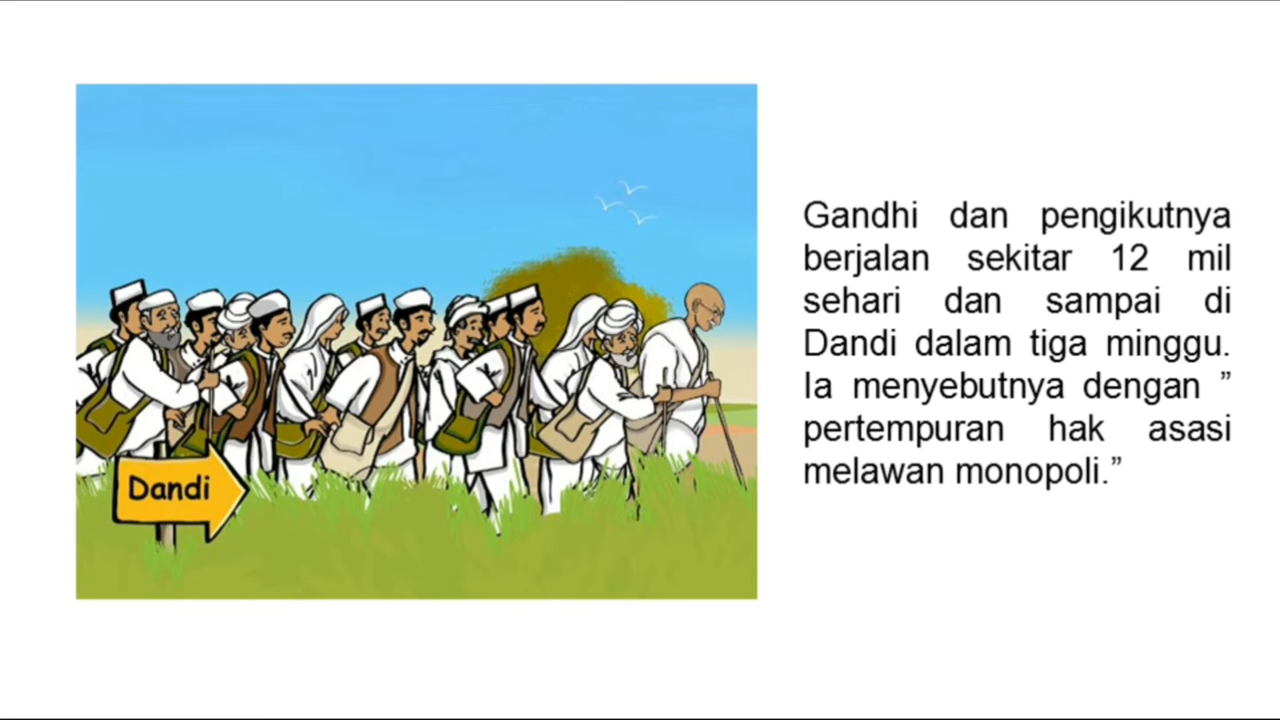 Gandhi dan pengikutnya
berjalan sekitar 12 mil
sehari dan sampai di
Dandi dalam tiga minggu.
Ia menyebutnya dengan ”
pertempuran hak asasi
melawan monopoli.”
Dandi